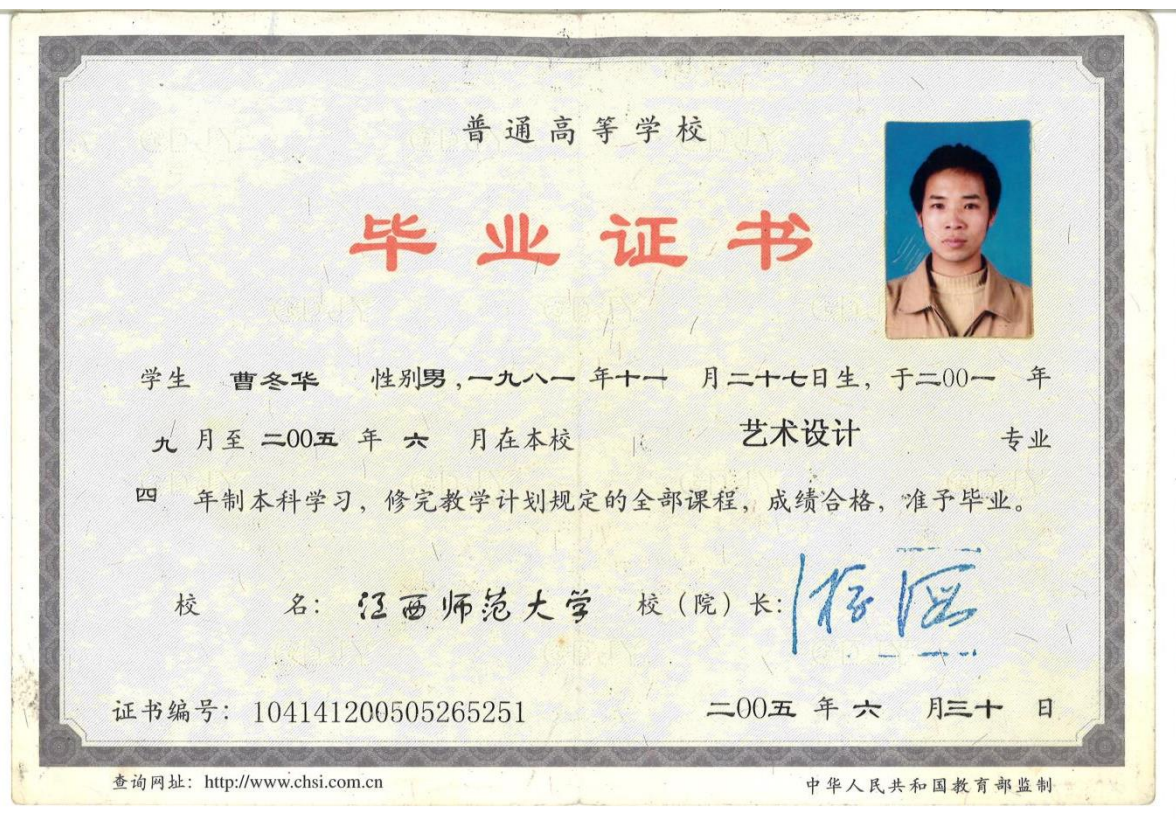 普通高等学校
毕业证书
学生 曹冬华 性别男,一九八一年十一月二十七日生,于二00一年
九月至二00五年六月在本校 艺术设计 专业
四年制本科学习,修完教学计划规定的全部课程,成绩合格,准予毕业。
校名:江西师范大学 校(院)长:
证书编号:104141200505265251 二00五年六月三十日
查询网址:http://www.chsi.com.cn 中华人民共和国教育部监制